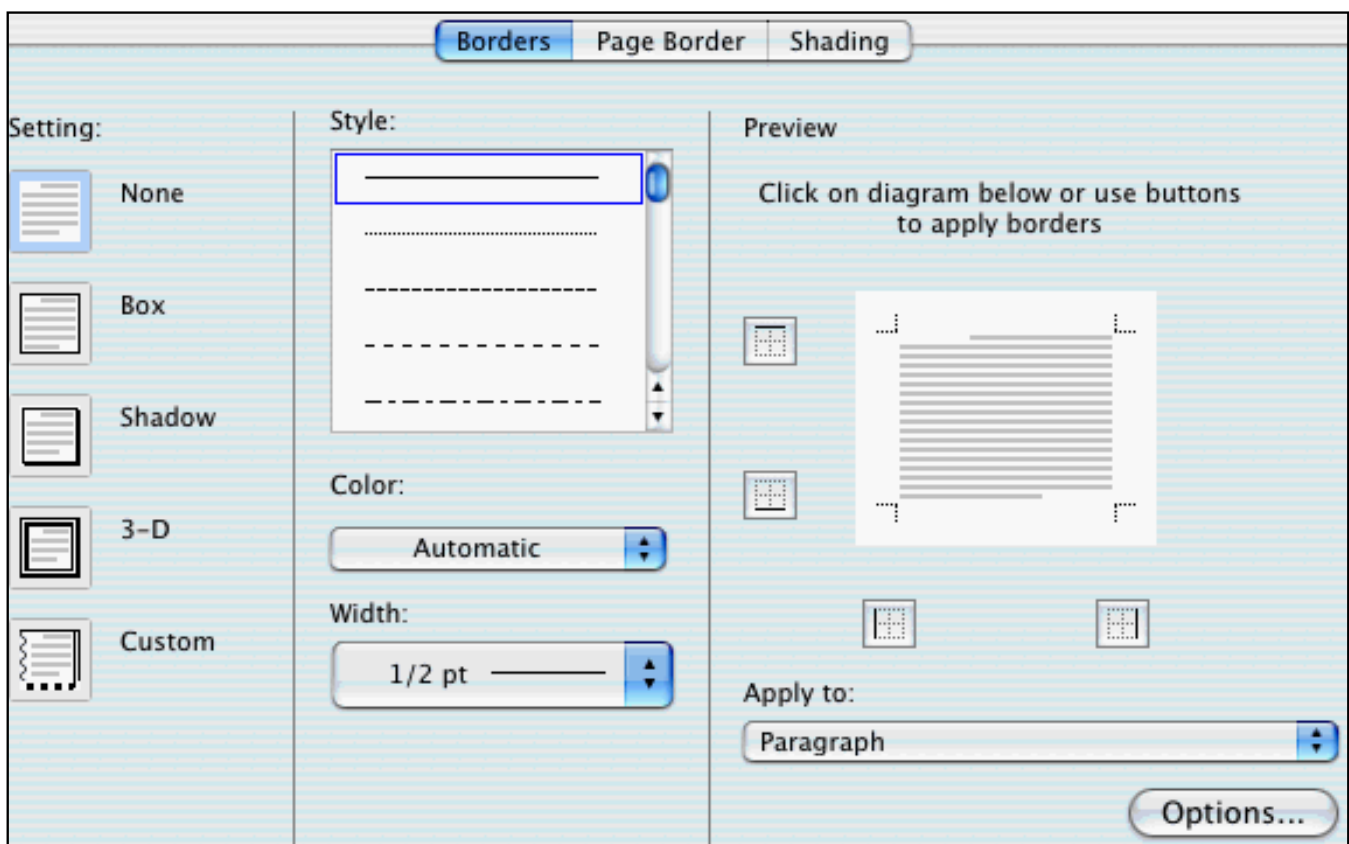 Borders Page Border Shading
Setting:
None
Box
Shadow
3-D
Custom
Style:
Color:
Automatic
Width:
1/2 pt
Preview
Click on diagram below or use buttons
to apply borders
Apply to:
Paragraph
Options...